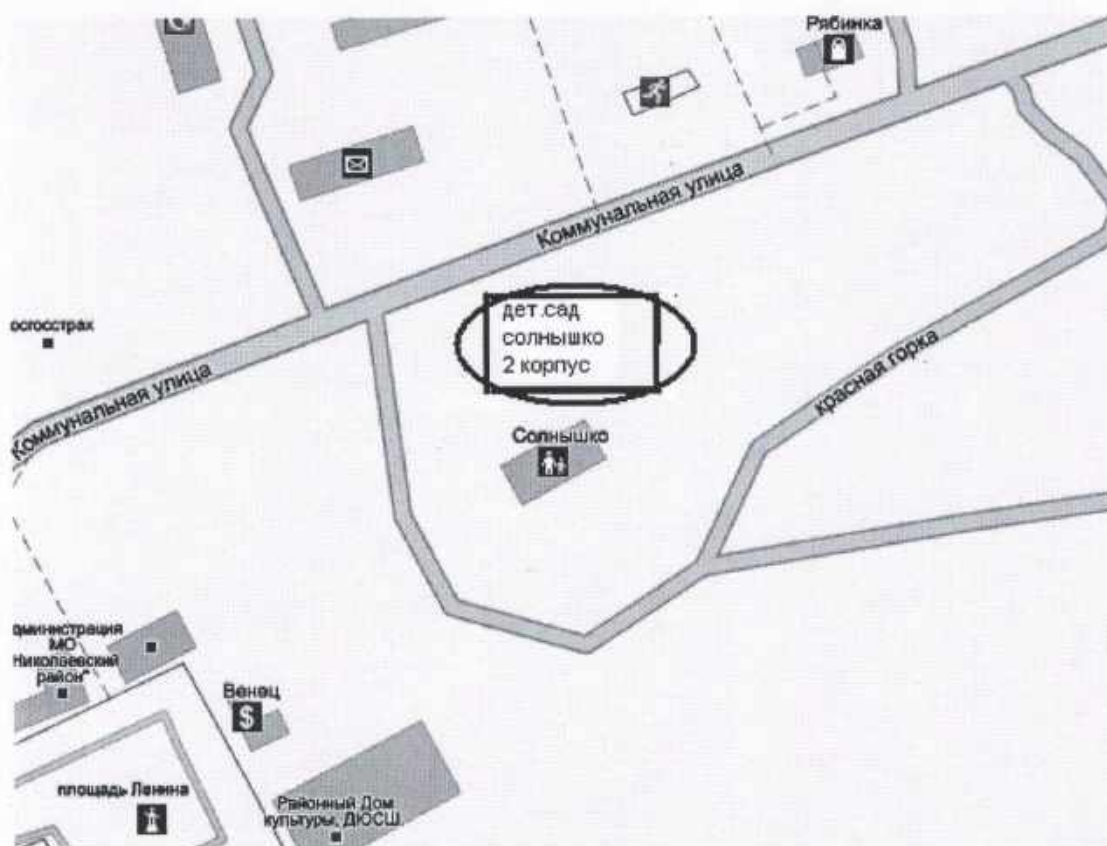 Рябинка
Коммунальная улица
дет.сад
солнышко
2 корпус
осгосстрах
Коммунальная улица
красная горка
Солнышко
дминистрация
МО
"Николаевский
район"
Венец
$
площадь Ленина
Районный Дом
культуры, ДЮСШ